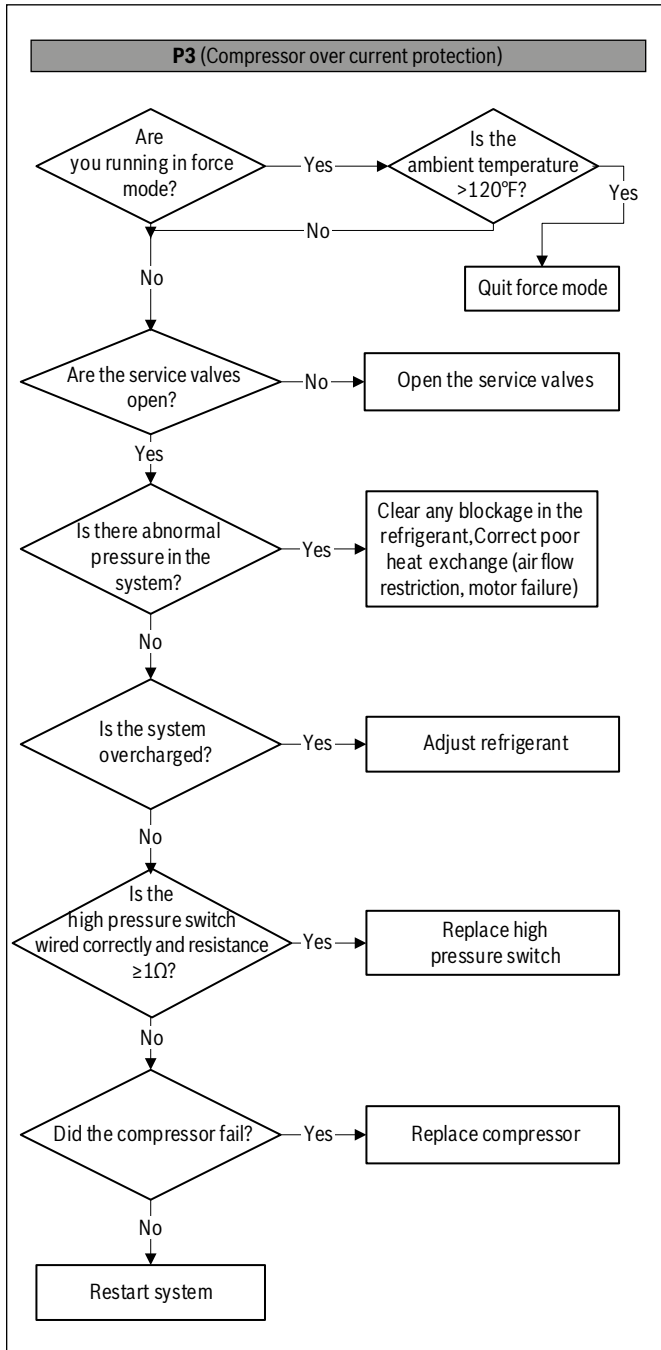 P3 (Compressor over current protection)
Are
you running in force
mode?
Yes
Is the
ambient temperature
>120°F?
Yes
No
No
Quit force mode
Are the service valves
open?
No
Open the service valves
Yes
Is there abnormal
pressure in the
system?
Yes
Clear any blockage in the
refrigerant,Correct poor
heat exchange (air flow
restriction, motor failure)
No
Is the system
overcharged?
Yes
Adjust refrigerant
No
Is the
high pressure switch
wired correctly and resistance
≥1Ω?
Yes
Replace high
pressure switch
No
Did the compressor fail?
Yes
Replace compressor
No
Restart system